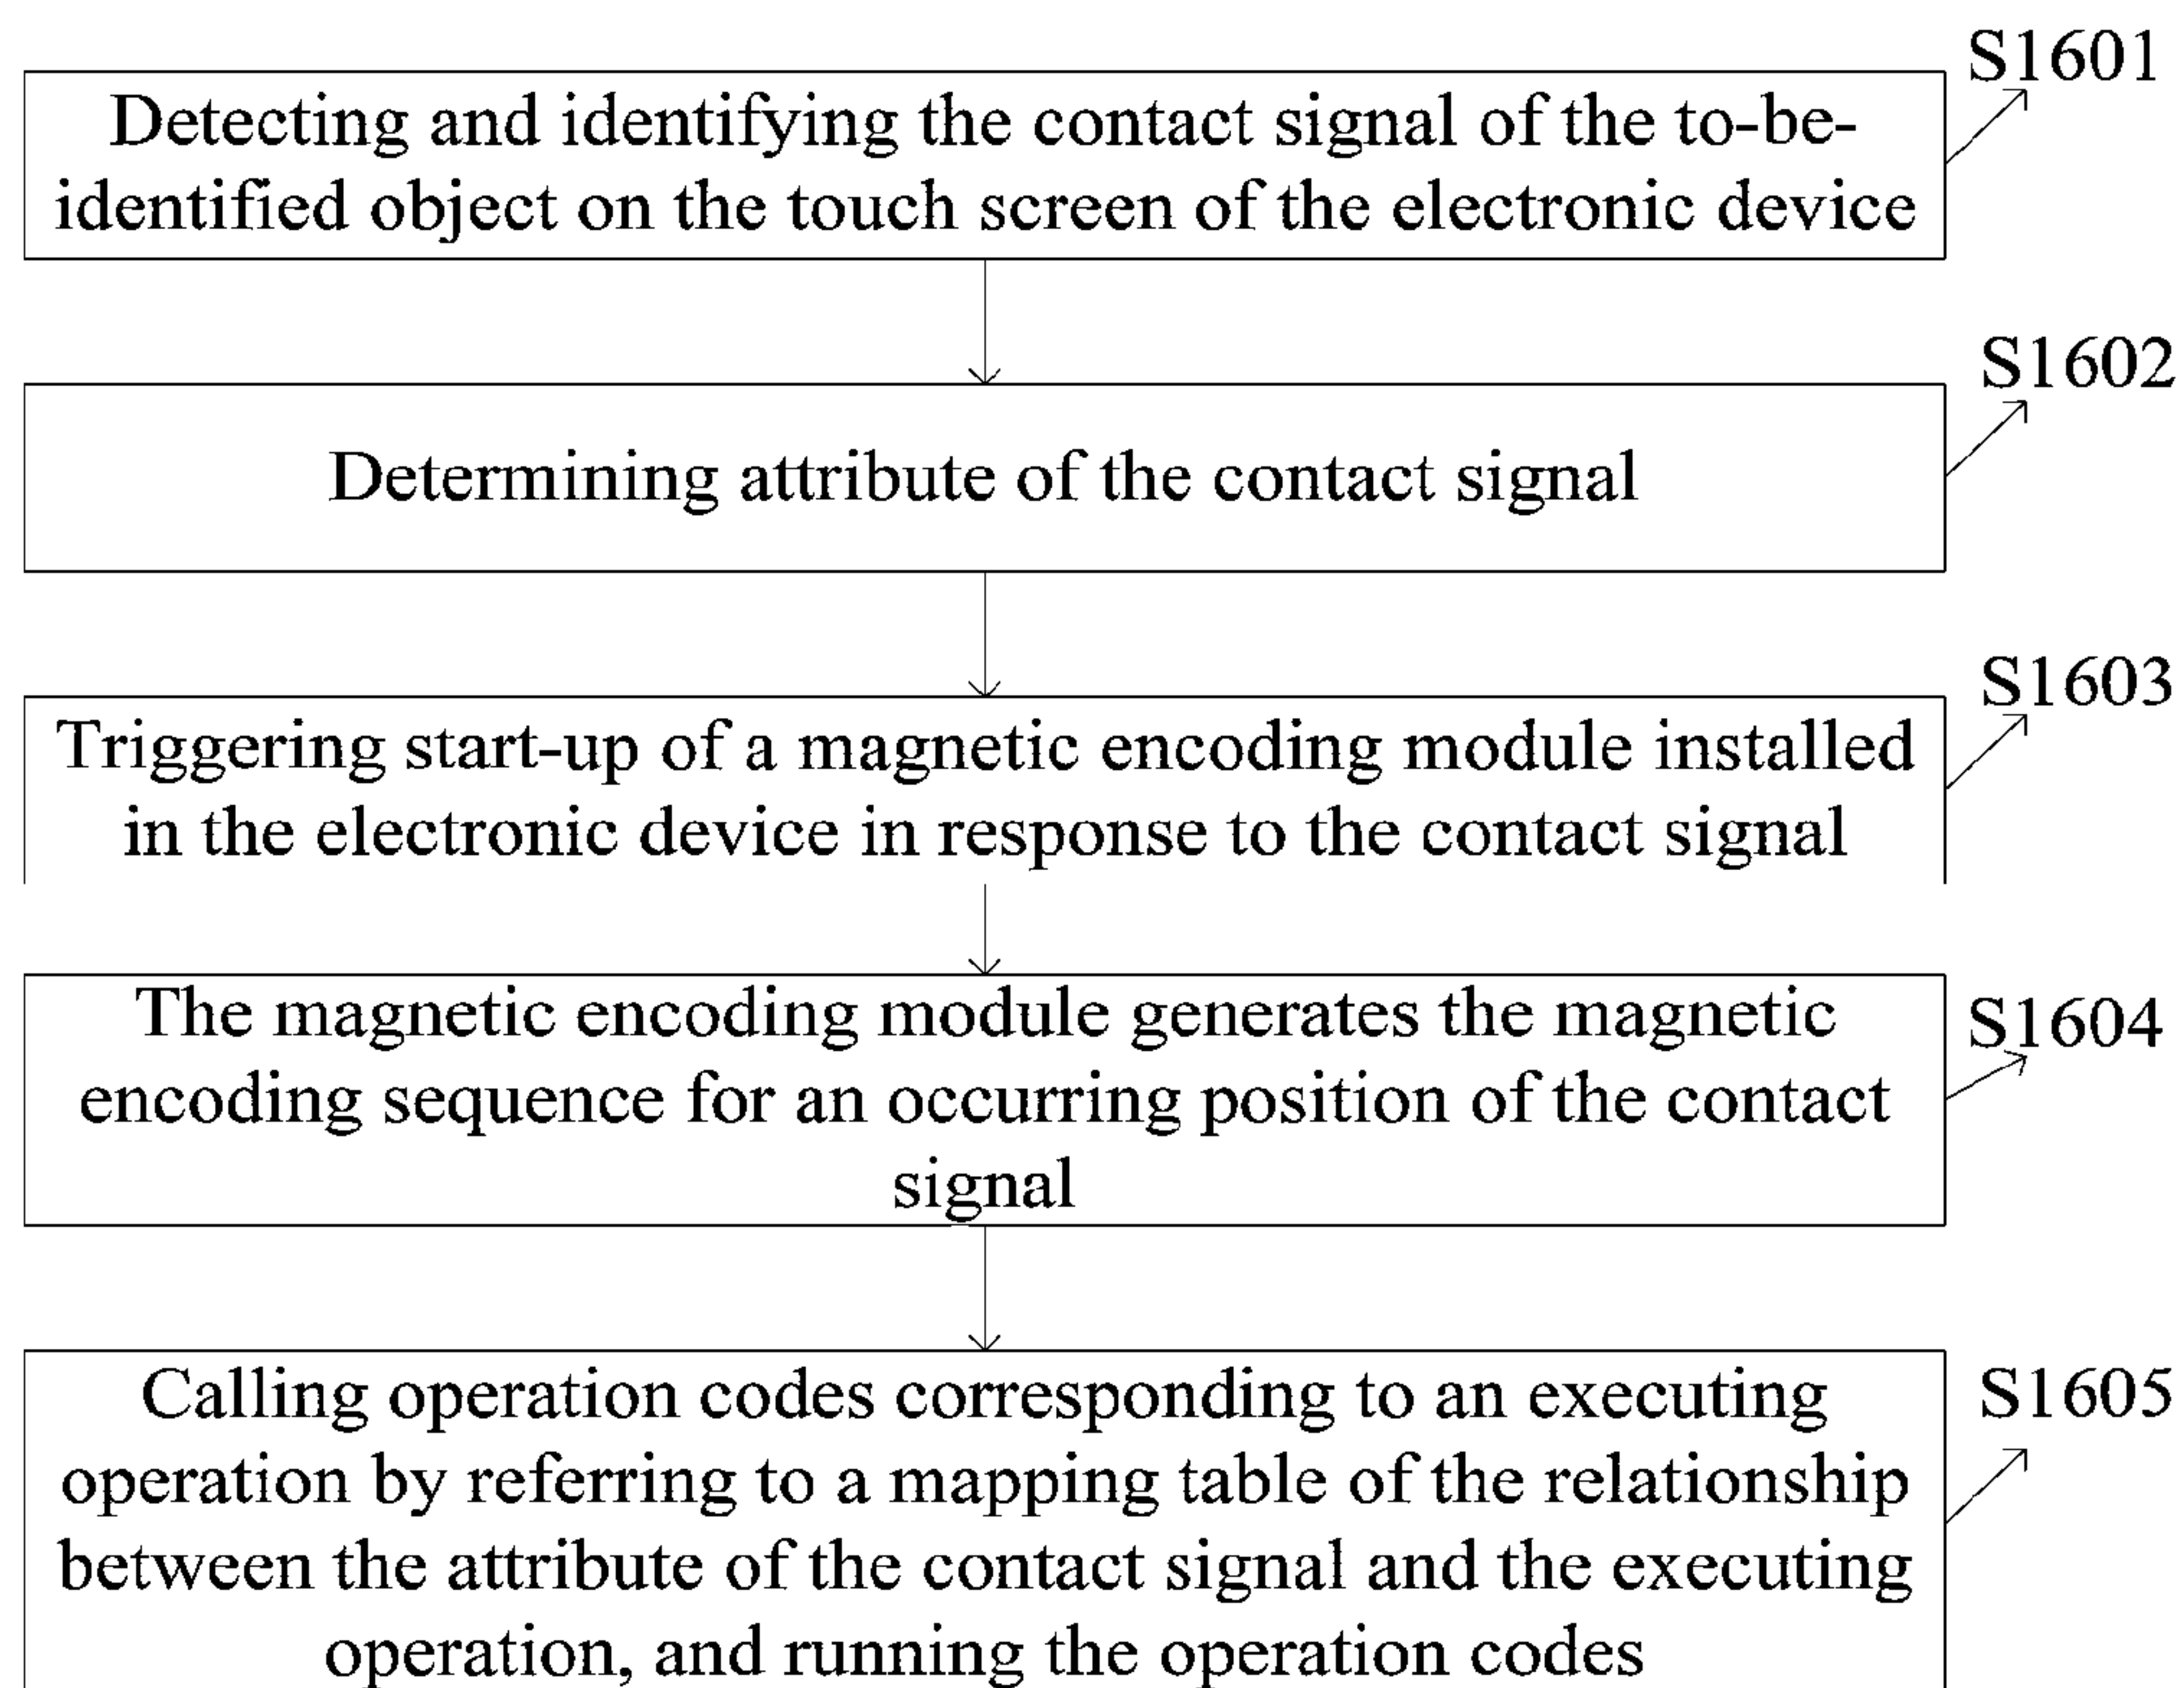 S1601
Detecting and identifying the contact signal of the to-be-
identified object on the touch screen of the electronic device
S1602
Determining attribute of the contact signal
S1603
Triggering start-up of a magnetic encoding module installed
in the electronic device in response to the contact signal
S1604
The magnetic encoding module generates the magnetic
encoding sequence for an occurring position of the contact
signal
S1605
Calling operation codes corresponding to an executing
operation by referring to a mapping table of the relationship
between the attribute of the contact signal and the executing
operation, and running the operation codes